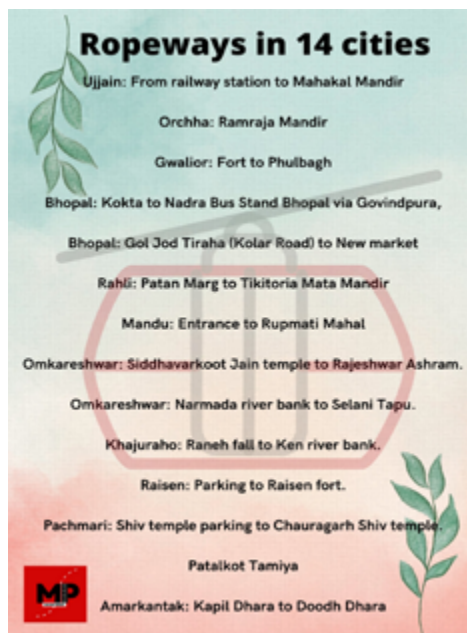 Ropeways in 14 cities
Ujjain: From railway station to Mahakal Mandir
Orchha: Ramraja Mandir
Gwalior: Fort to Phulbagh
Bhopal: Kokta to Nadra Bus Stand Bhopal via Govindpura,
Bhopal: Gol Jod Tiraha (Kolar Road) to New market
Rahli: Patan Marg to Tikitoria Mata Mandir
Mandu: Entrance to Rupmati Mahal
Omkareshwar: Siddhavarkoot Jain temple to Rajeshwar Ashram.
Omkareshwar: Narmada river bank to Selani Tapu.
Khajuraho: Raneh fall to Ken river bank.
Raisen: Parking to Raisen fort.
Pachmari: Shiv temple parking to Chauragarh Shiv temple.
Patalkot Tamiya
Amarkantak: Kapil Dhara to Doodh Dhara
MP